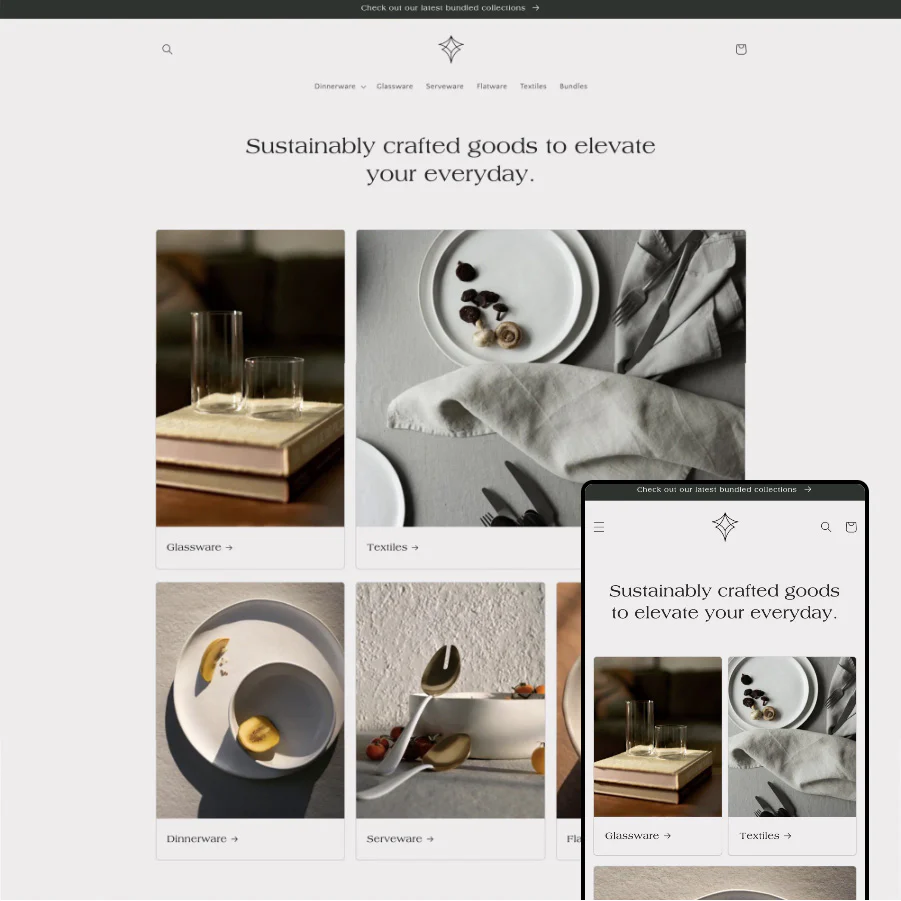 Check out our latest bundled collections →
Dinnerware Glassware Serveware Flatware Textiles Bundles
Sustainably crafted goods to elevate
your everyday.
Glassware →
Textiles →
Dinnerware →
Serveware →
Fla
Check out our latest bundled collections →
Sustainably crafted goods
to elevate your everyday.
Glassware →
Textiles →